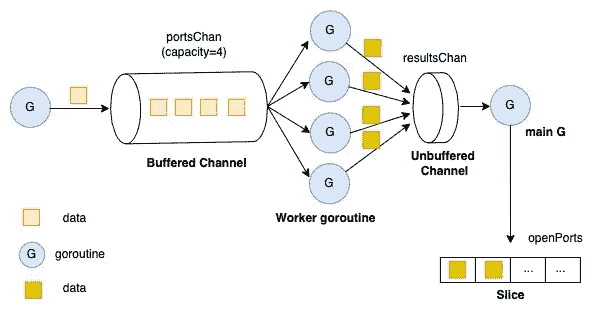 portsChan
(capacity=4)
resultsChan
G
G
G
G
G
G
main G
Buffered Channel
Unbuffered
Channel
Worker goroutine
data
G
goroutine
data
openPorts
...
...
Slice